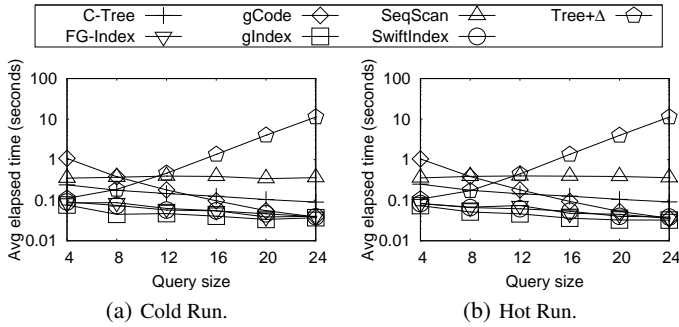 C-Tree gCode SeqScan Tree+Δ
FG-Index gIndex SwiftIndex
Avg elapsed time (seconds)
100
10
1
0.1
0.01
4 8 12 16 20 24
Query size
(a) Cold Run.
Avg elapsed time (seconds)
100
10
1
0.1
0.01
4 8 12 16 20 24
Query size
(b) Hot Run.